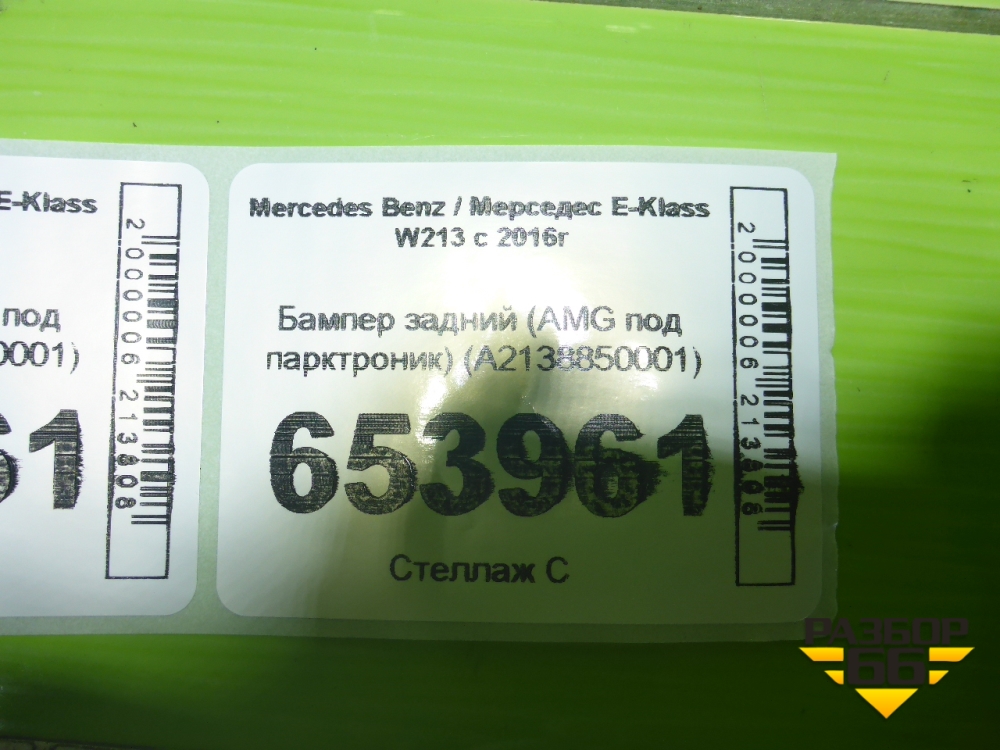 E-Klass
под
0001)
61
2000006213808
Mercedes Benz / Мерседес E-Klass
W213 с 2016г
Бампер задний (AMG под
парктроник) (A2138850001)
653961
Стеллаж С
2000006213808
РАЗБОР
66